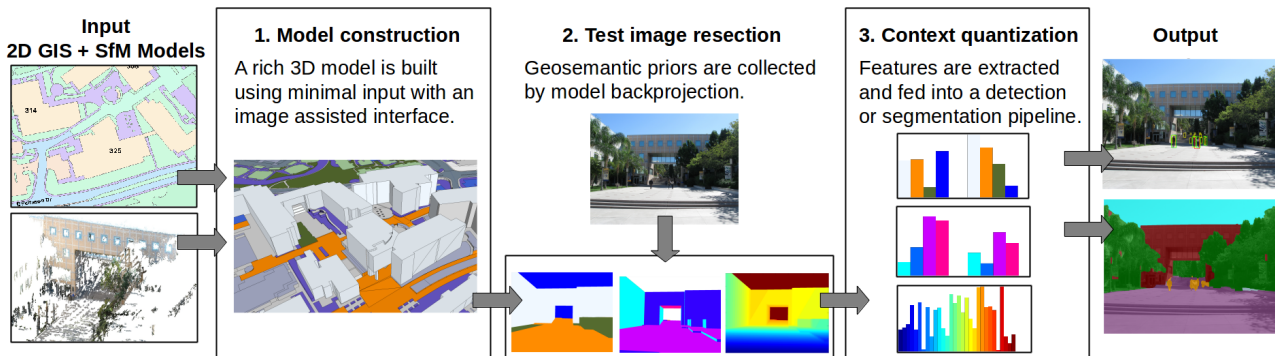 Input
2D GIS + SfM Models
314
325
1. Model construction
A rich 3D model is built
using minimal input with an
image assisted interface.
2. Test image resection
Geosemantic priors are collected
by model backprojection.
3. Context quantization
Features are extracted
and fed into a detection
or segmentation pipeline.
Output